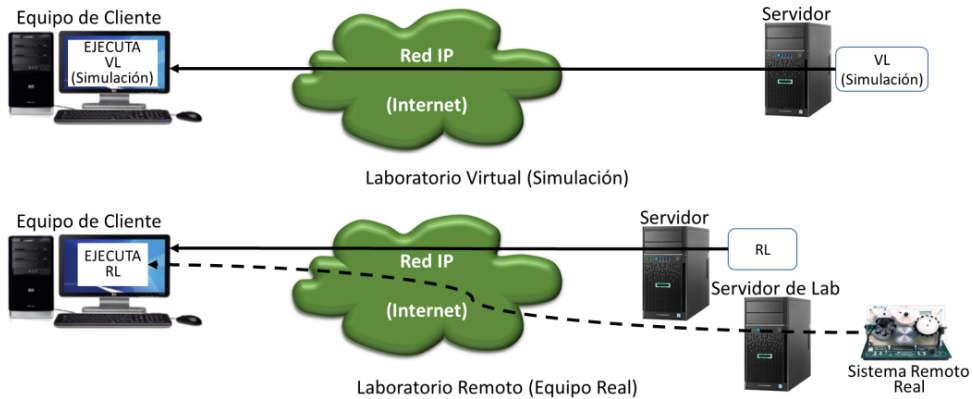 Equipo de Cliente
Servidor
EJECUTA
VL
(Simulación)
Red IP
(Internet)
VL
(Simulación)
Laboratorio Virtual (Simulación)
Equipo de Cliente
Servidor
EJECUTA
RL
Red IP
(Internet)
RL
Servidor de Lab
Sistema Remoto
Real
Laboratorio Remoto (Equipo Real)